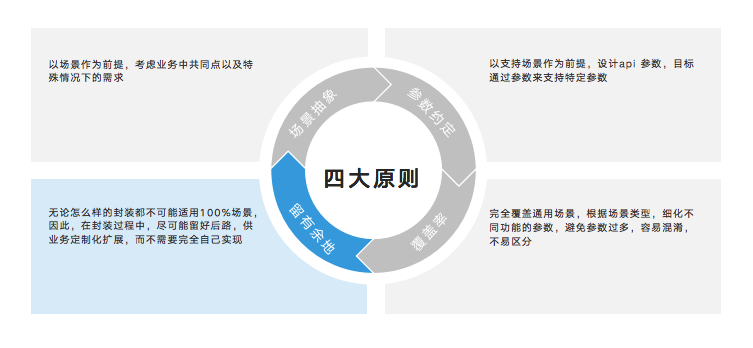 以场景作为前提，考虑业务中共同点以及特
殊情况下的需求
以支持场景作为前提，设计api 参数，目标
通过参数来支持特定参数
场景抽象
参数约定
四大原则
留有余地
覆盖率
无论怎么样的封装都不可能适用100%场景，
因此，在封装过程中，尽可能留好后路，供
业务定制化扩展，而不需要完全自己实现
完全覆盖通用场景，根据场景类型，细化不
同功能的参数，避免参数过多，容易混淆，
不易区分